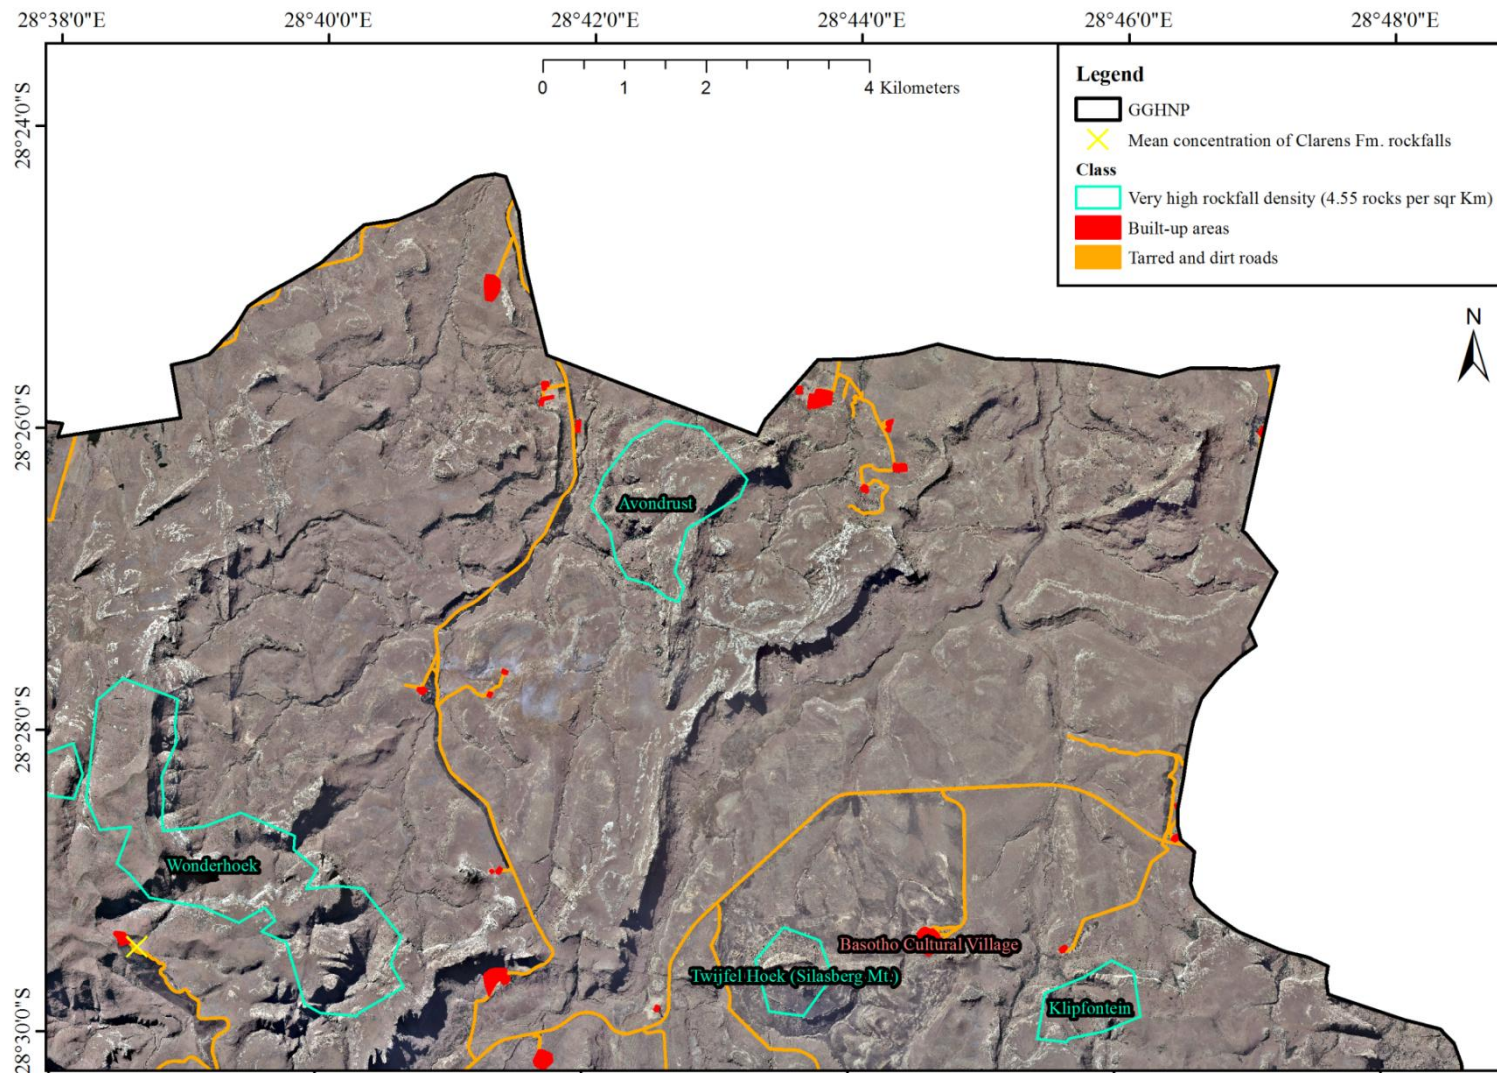 28°38'0"E 28°40'0"E 28°42'0"E 28°44'0"E 28°46'0"E 28°48'0"E
28°24'0"S
28°26'0"S
28°28'0"S
28°30'0"S
0 1 2 4 Kilometers
Legend
GGHNP
Mean concentration of Clarens Fm. rockfalls
Class
Very high rockfall density (4.55 rocks per sqr Km)
Built-up areas
Tarred and dirt roads
N
Avondrust
Wonderhoek
Basotho Cultural Village
Twijfel Hoek (Silasberg Mt.)
Klipfontein